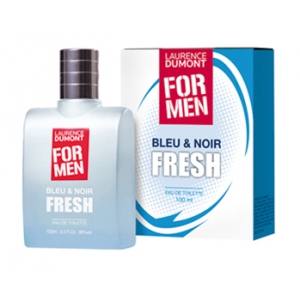 LAURENCE
DUMONT
FOR
MEN
BLEU & NOIR
FRESH
EAU DE TOILETTE
100 ml
LAURENCE
DUMONT
FOR
MEN
BLEU & NOIR
FRESH
EAU DE TOILETTE